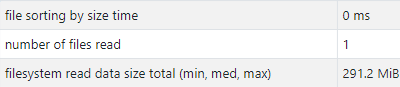 file sorting by size time 0 ms
number of files read 1
filesystem read data size total (min, med, max) 291.2 MiB